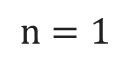 n = 1